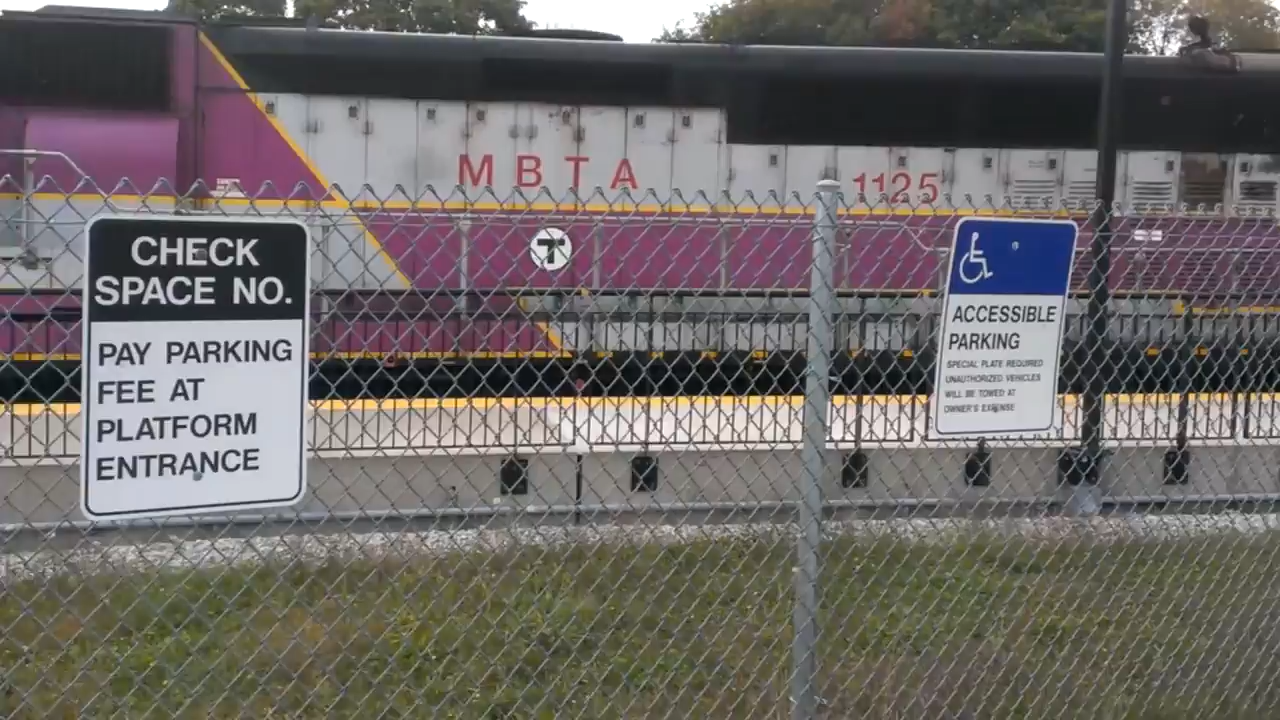 MBTA
1125
T
CHECK
SPACE NO.
PAY PARKING
FEE AT
PLATFORM
ENTRANCE
ACCESSIBLE
PARKING
SPECIAL PLATE REQUIRED
UNAUTHORIZED VEHICLES
WILL BE TOWED AT
OWNER'S EXPENSE